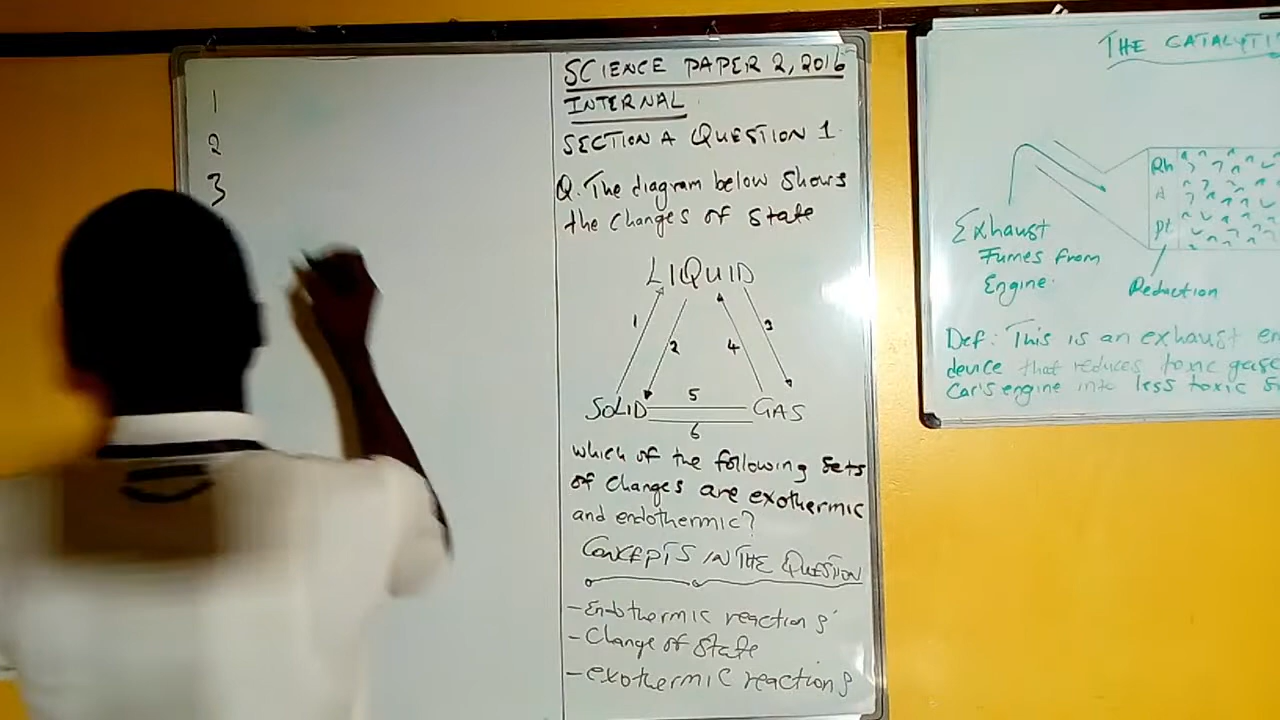 1
2
3
SCIENCE PAPER 2, 2016
INTERNAL
SECTION A QUESTION 1.
Q. The diagram below shows
the changes of state
LIQUID
1
2
4
3
SOLID
5
GAS
6
which of the following sets
of changes are exothermic
and endothermic?
CONCEPTS IN THE QUESTION
- Endothermic reactions
- Change of state
- exothermic reactions
THE CATALYTI
Rh
Pt
Exhaust
Fumes from
Engine.
Reduction
Def: This is an exhaust
device that reduces toxic gase
Car's engine into less toxic